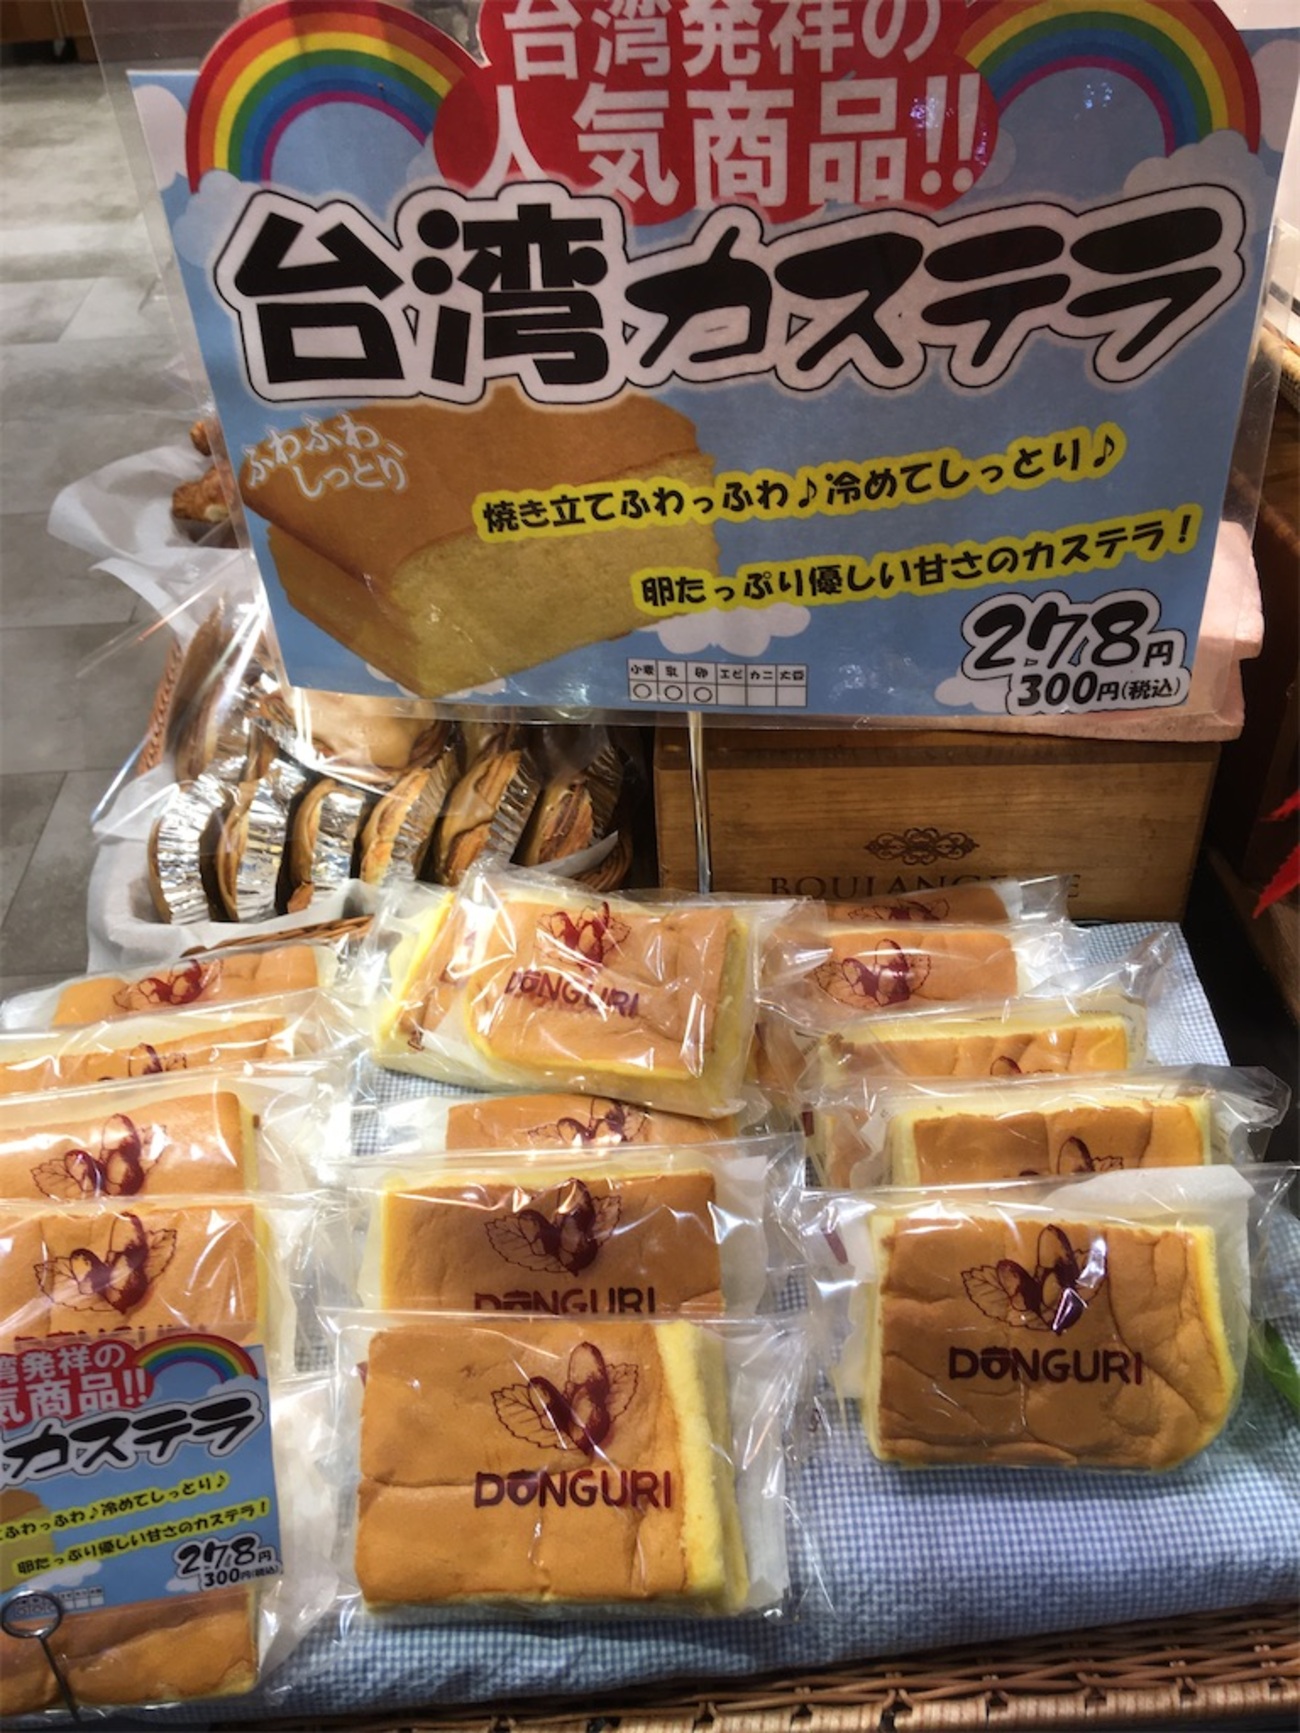 台湾発祥の
人気商品!!
台湾カステラ
ふわふわ、
しっとり
焼き立てふわっふわ♪冷めてしっとり♪
卵たっぷり優しい甘さのカステラ！
小麦 乳 卵 エビ カニ 大豆
○ ○ ○
278円
300円(税込)
DONGURI
DONGURI
DONGURI
DONGURI
湾発祥の
気商品!!
カステラ
ふわっふわ♪冷めてしっとり♪
卵たっぷり優しい甘さのカステラ！
278円
300円(税込)